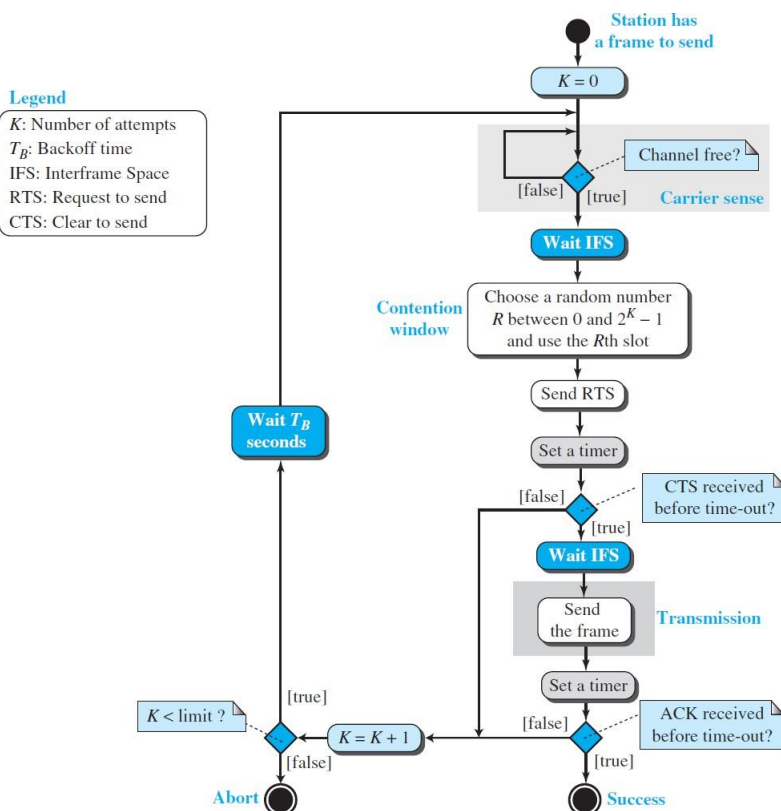 Station has
a frame to send
K = 0
Legend
K: Number of attempts
T_B: Backoff time
IFS: Interframe Space
RTS: Request to send
CTS: Clear to send
Channel free?
[false]
[true]
Carrier sense
Wait IFS
Contention
window
Choose a random number
R between 0 and 2^K – 1
and use the Rth slot
Send RTS
Wait T_B
seconds
Set a timer
CTS received
before time-out?
[false]
[true]
Wait IFS
Send
the frame
Transmission
Set a timer
[true]
K < limit ?
K = K + 1
[false]
ACK received
before time-out?
[false]
[true]
Abort
Success